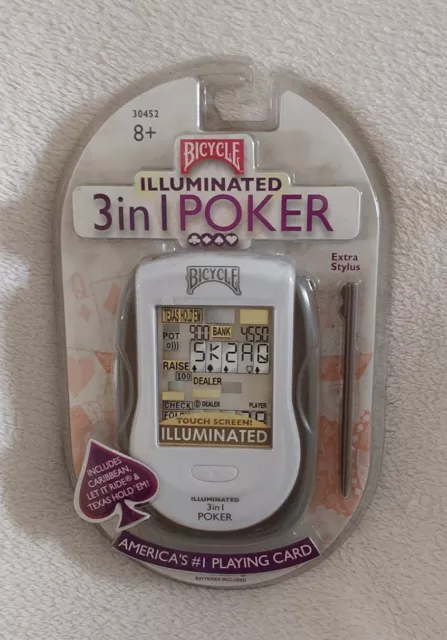 30452
8+
BICYCLE
ILLUMINATED
3 in 1 POKER
Extra
Stylus
BICYCLE
TEXAS HOLD'EM
POT 900 BANK 4550
5 K 2 A Q
RAISE
100 DEALER
CHECK DEALER PLAYER
TOUCH SCREEN!
ILLUMINATED
INCLUDES
CARIBBEAN,
LET IT RIDE® &
TEXAS HOLD 'EM!
ILLUMINATED
3 in 1
POKER
AMERICA'S #1 PLAYING CARD
BATTERIES INCLUDED